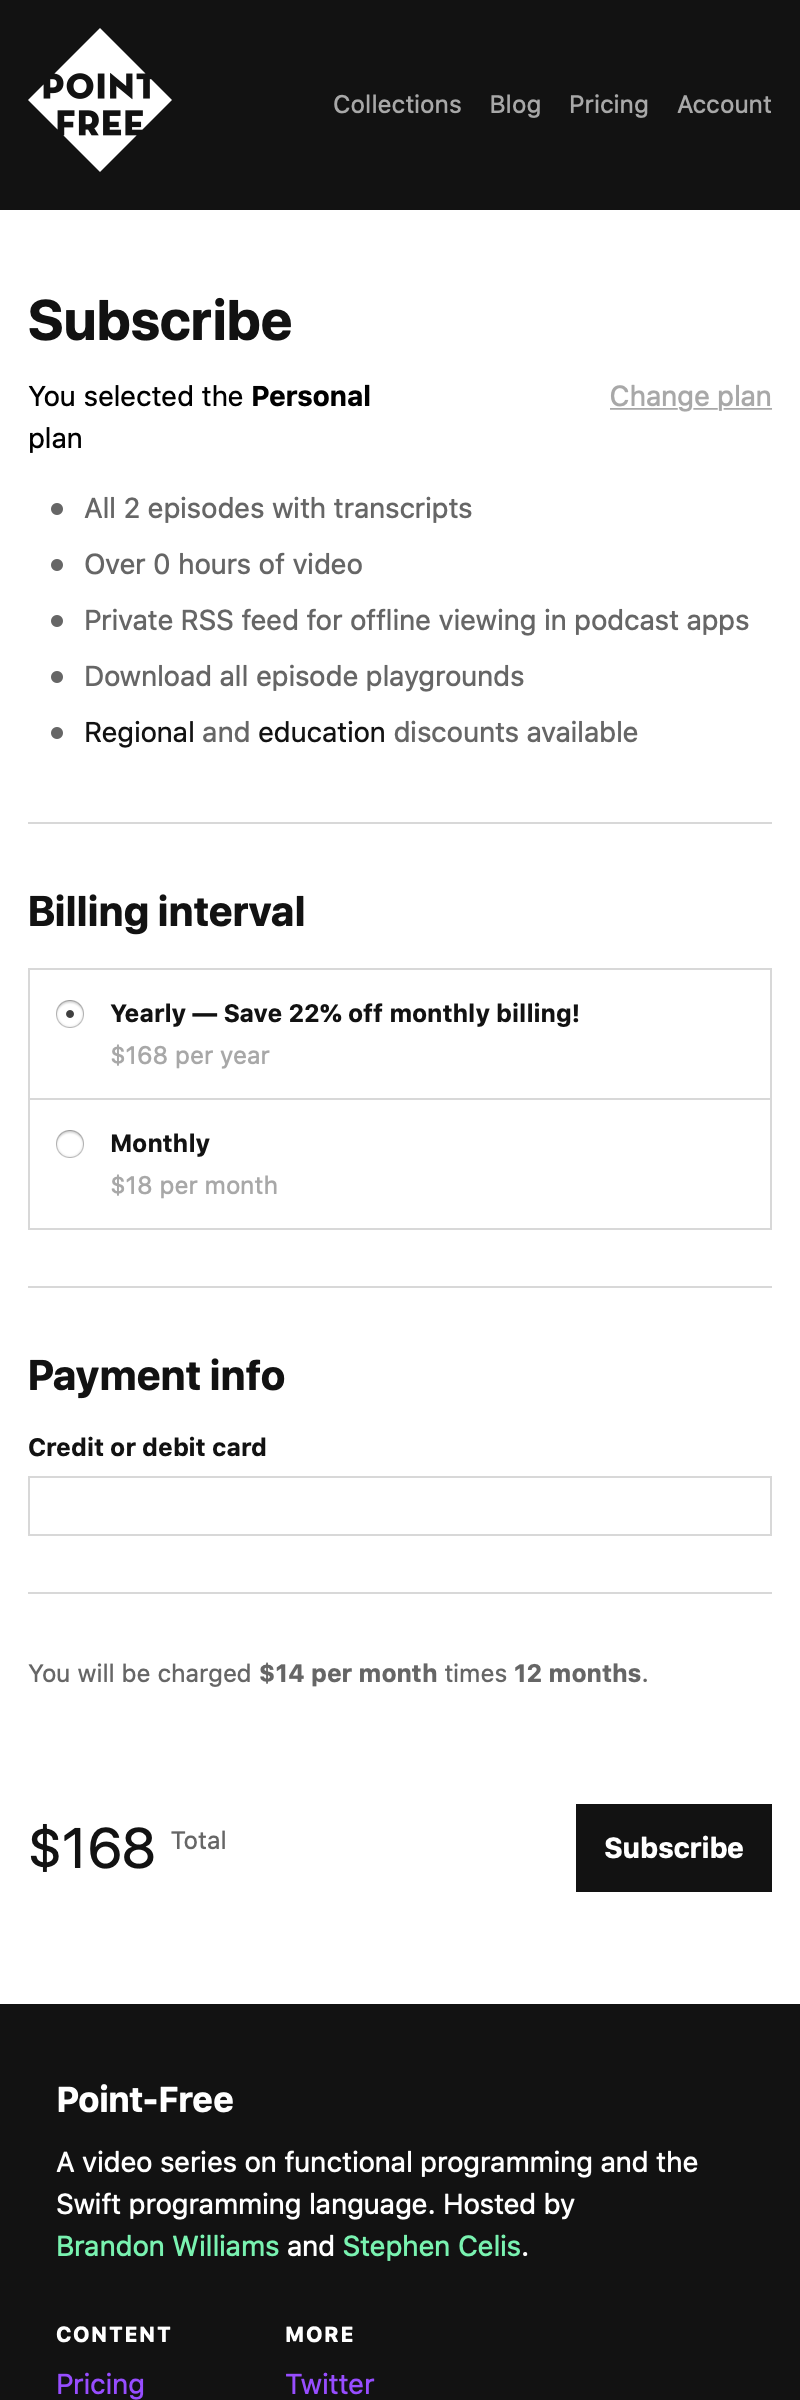 POINT
FREE
Collections Blog Pricing Account
Subscribe
You selected the Personal
plan
Change plan
All 2 episodes with transcripts
Over 0 hours of video
Private RSS feed for offline viewing in podcast apps
Download all episode playgrounds
Regional and education discounts available
Billing interval
Yearly — Save 22% off monthly billing!
$168 per year
Monthly
$18 per month
Payment info
Credit or debit card
You will be charged $14 per month times 12 months.
$168 Total
Subscribe
Point-Free
A video series on functional programming and the
Swift programming language. Hosted by
Brandon Williams and Stephen Celis.
CONTENT MORE
Pricing Twitter